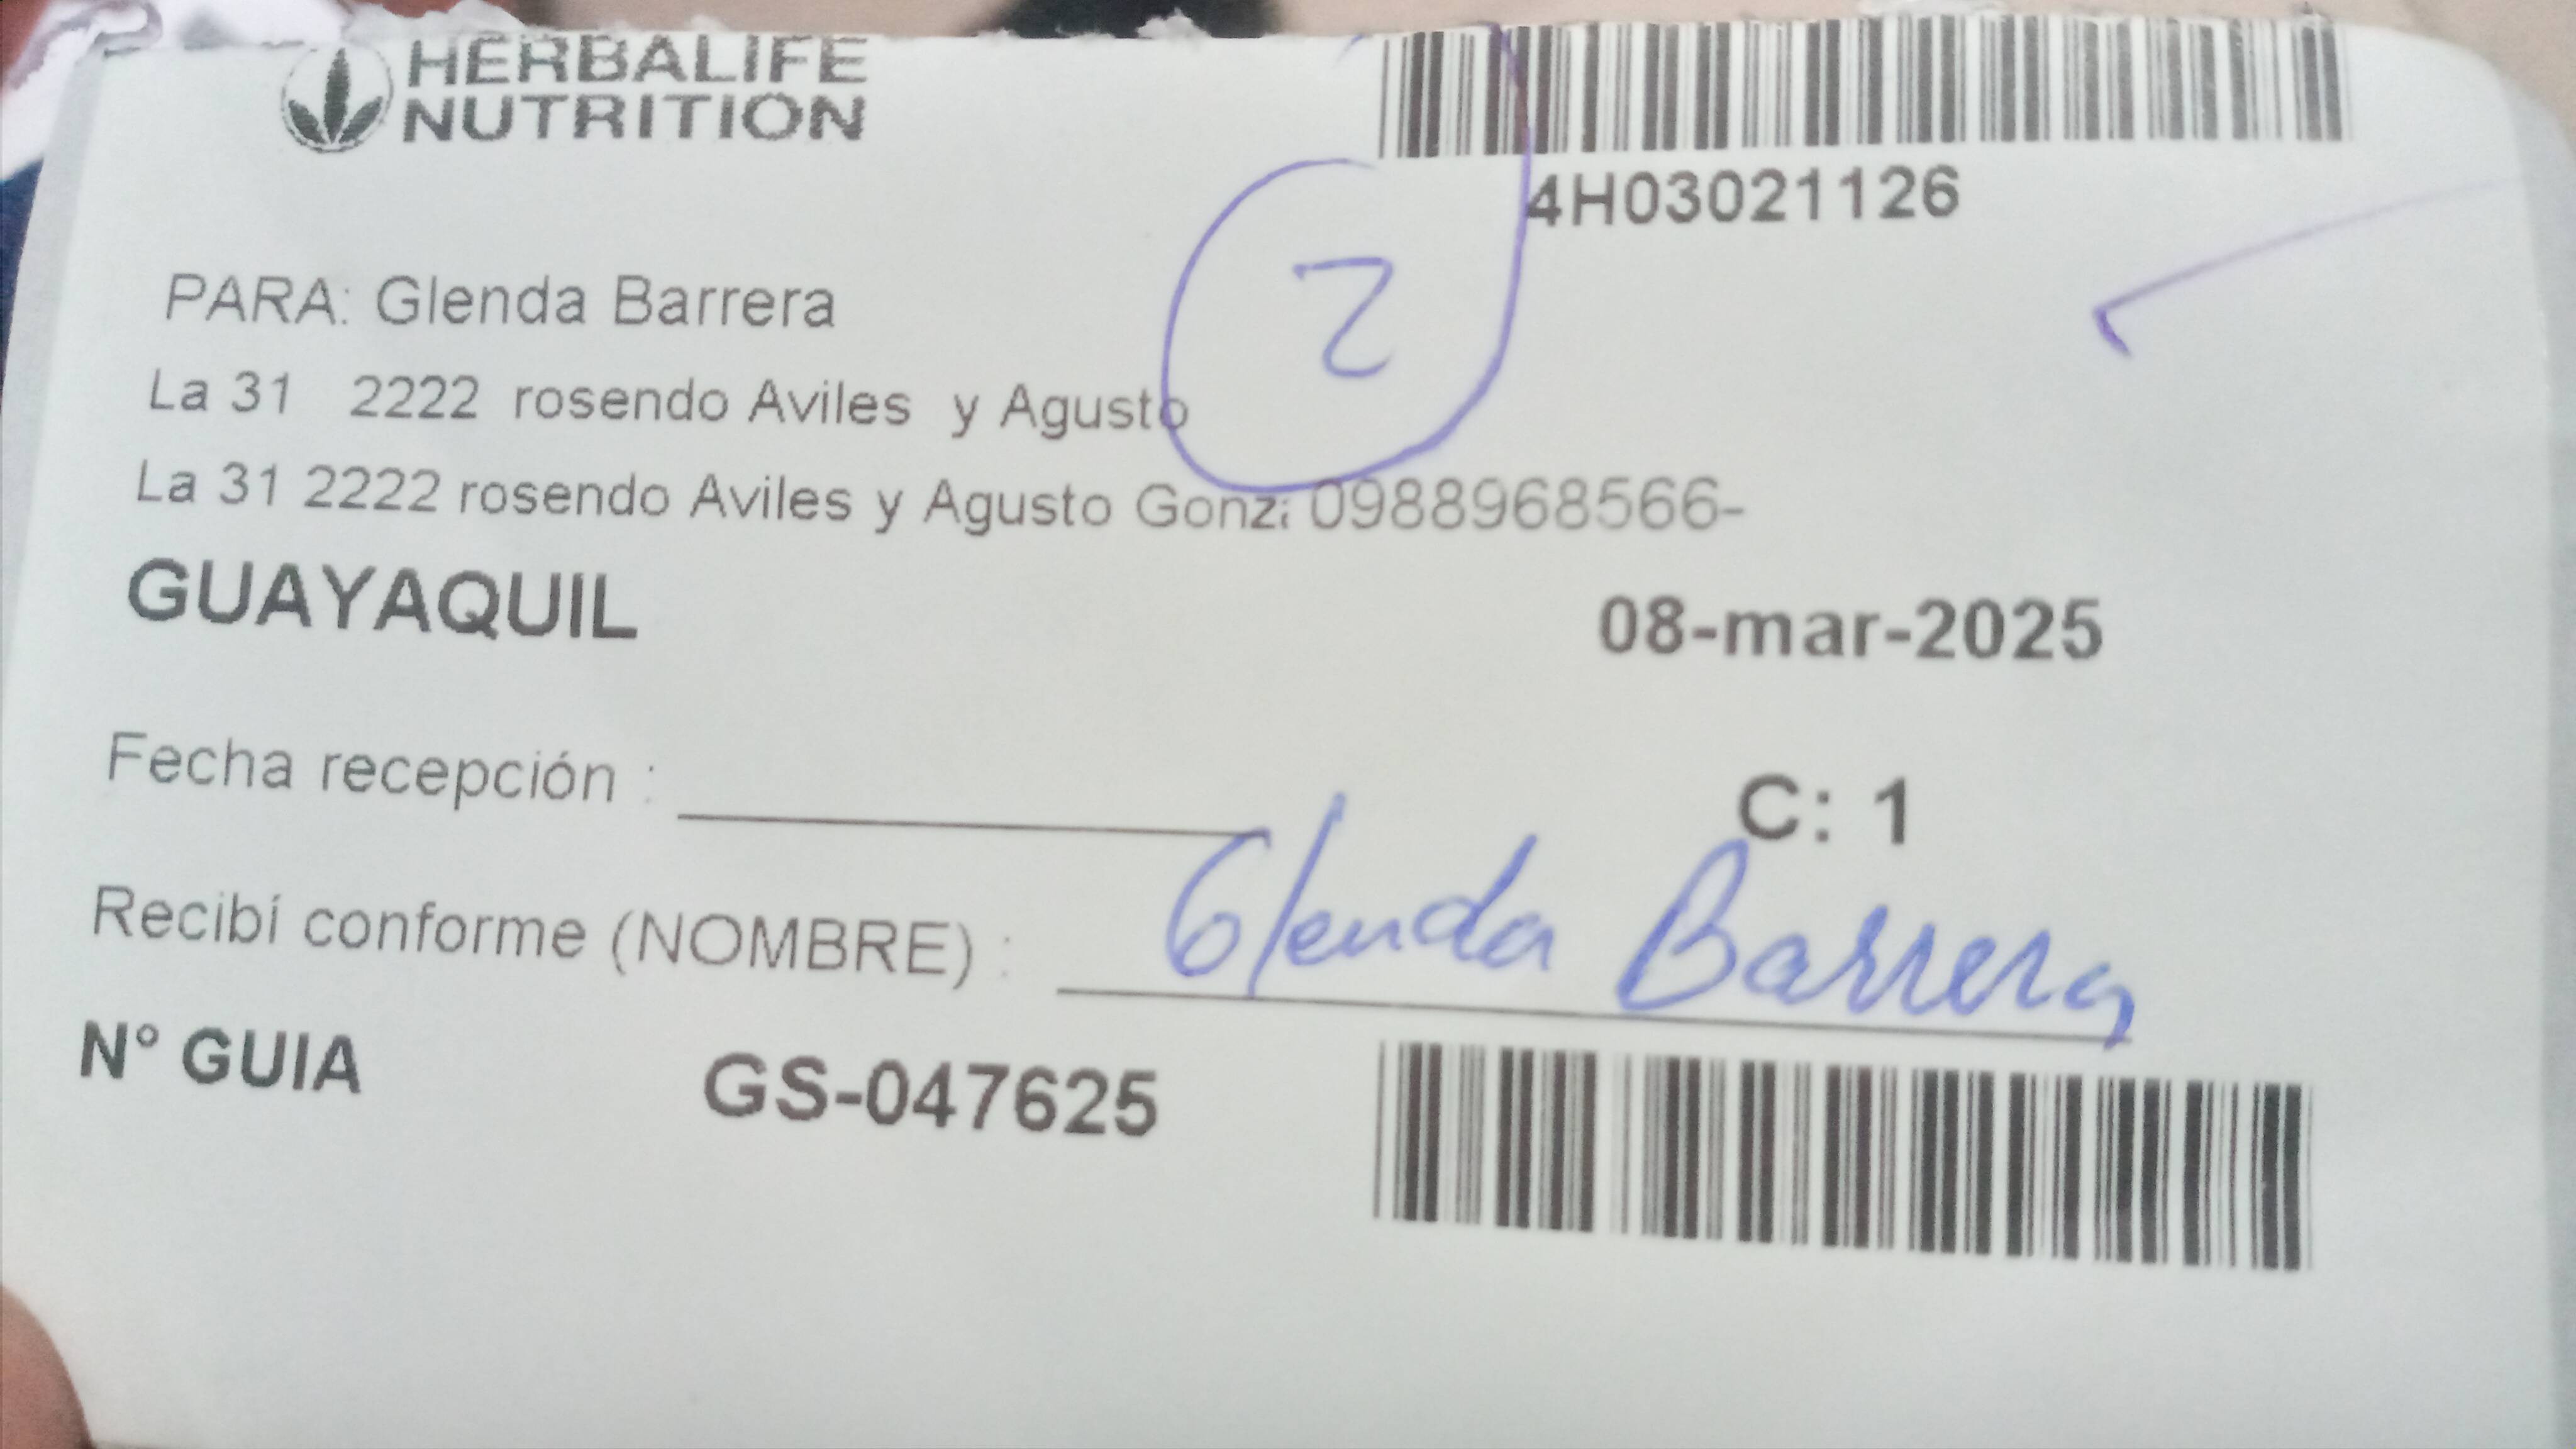 HERBALIFE
NUTRITION
4H03021126
2
PARA: Glenda Barrera
La 31 2222 rosendo Aviles y Agusto
La 31 2222 rosendo Aviles y Agusto Gonz 0988968566-
GUAYAQUIL 08-mar-2025
Fecha recepción :
C: 1
Recibí conforme (NOMBRE) : Glenda Barrera
N° GUIA GS-047625